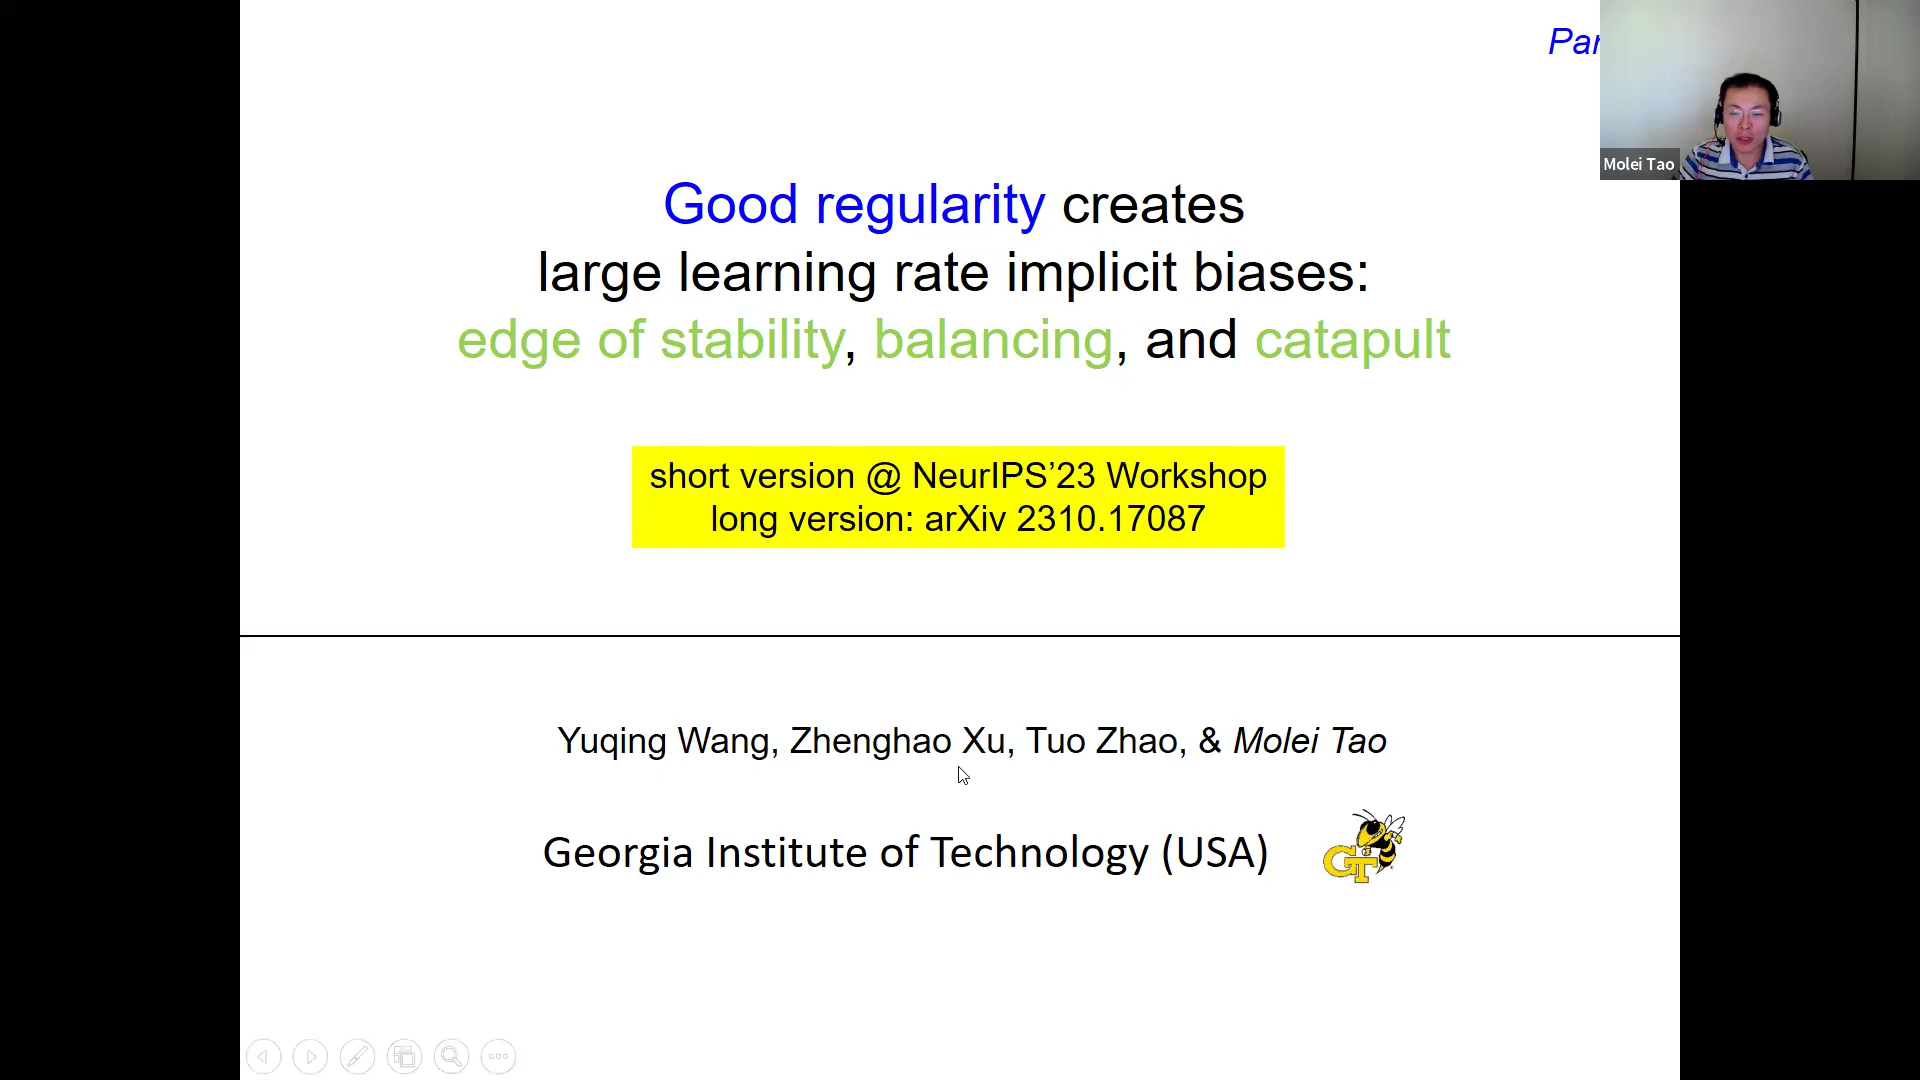 Par
Molei Tao
Good regularity creates
large learning rate implicit biases:
edge of stability, balancing, and catapult
short version @ NeurIPS’23 Workshop
long version: arXiv 2310.17087
Yuqing Wang, Zhenghao Xu, Tuo Zhao, & Molei Tao
Georgia Institute of Technology (USA)
GT